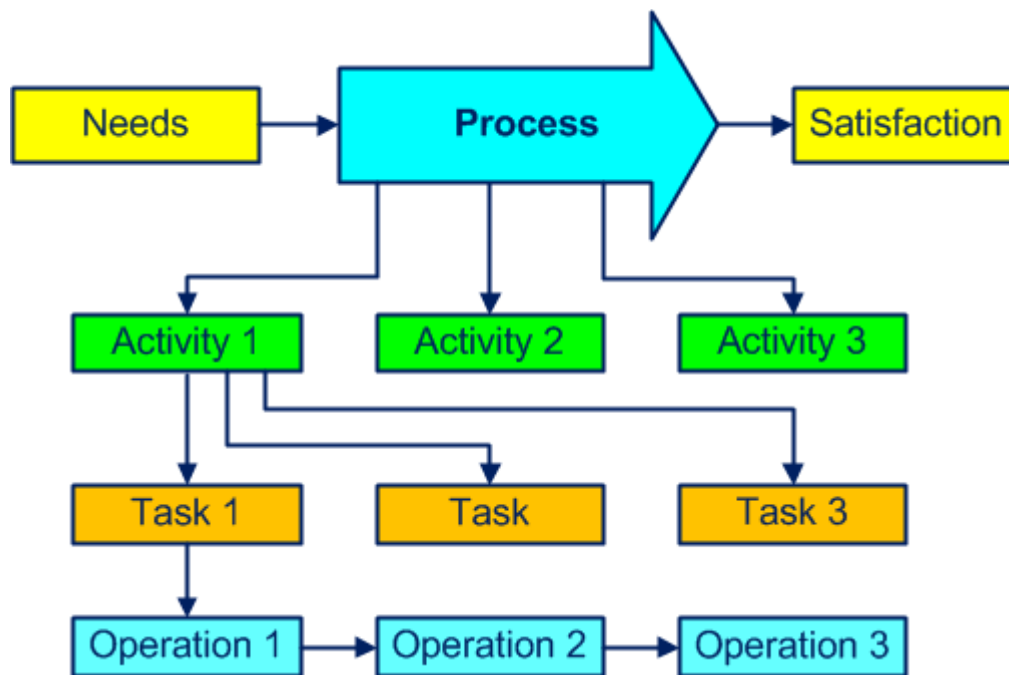 Needs
Process
Satisfaction
Activity 1
Activity 2
Activity 3
Task 1
Task
Task 3
Operation 1
Operation 2
Operation 3